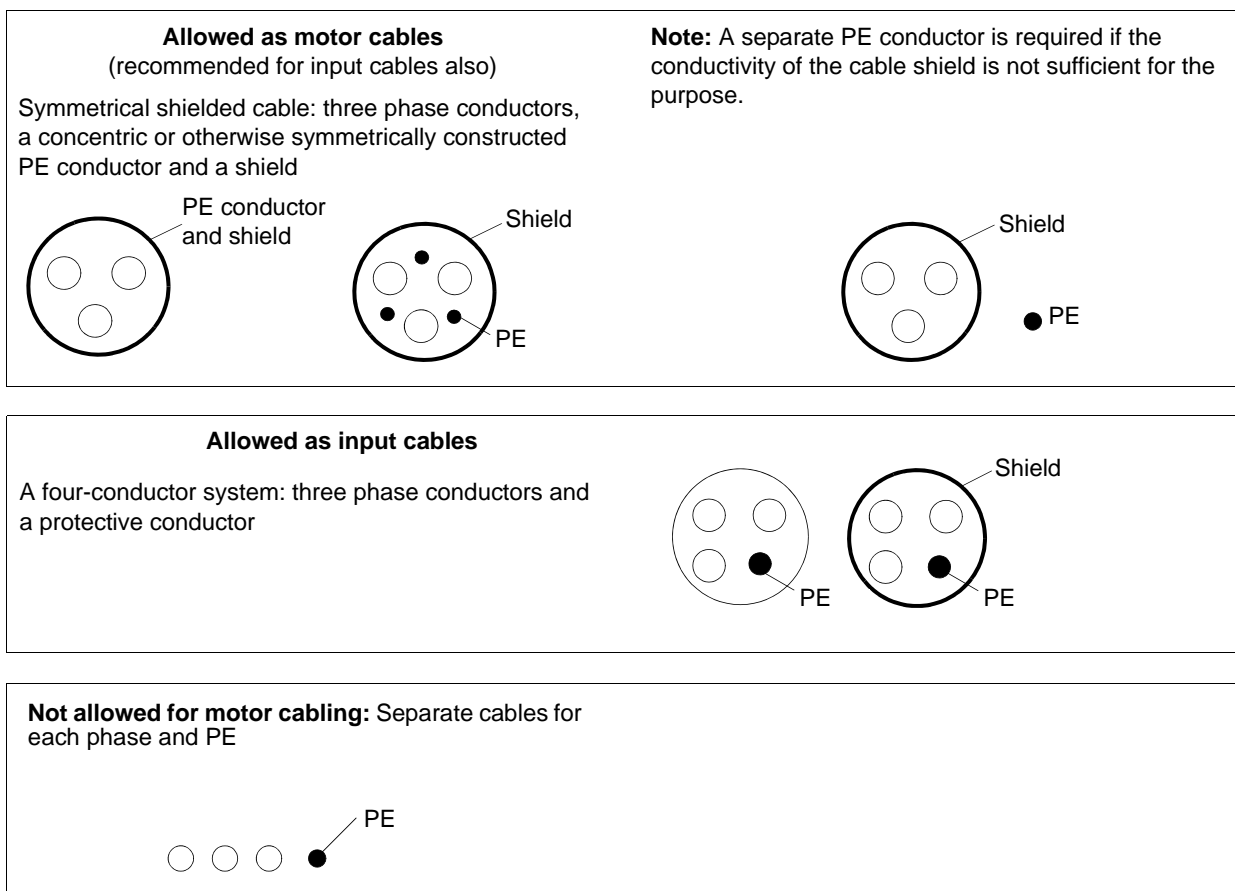 Allowed as motor cables
(recommended for input cables also)
Symmetrical shielded cable: three phase conductors,
a concentric or otherwise symmetrically constructed
PE conductor and a shield
PE conductor
and shield
Shield
PE
Note: A separate PE conductor is required if the
conductivity of the cable shield is not sufficient for the
purpose.
Shield
PE
Allowed as input cables
A four-conductor system: three phase conductors and
a protective conductor
PE
Shield
PE
Not allowed for motor cabling: Separate cables for
each phase and PE
PE